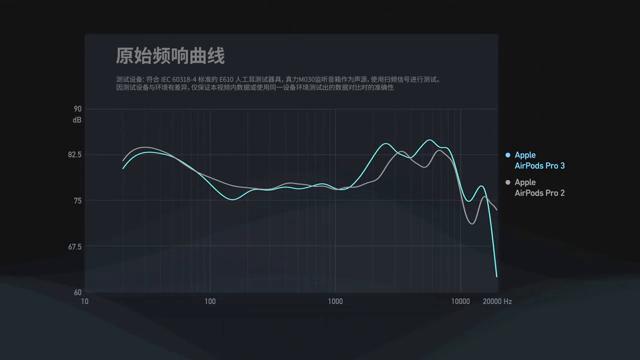 原始频响曲线
测试设备: 符合 IEC 60318-4 标准的 E610 人工耳测试器具, 真力M030监听音箱作为声源, 使用扫频信号进行测试。
因测试设备与环境有差异, 仅保证本视频内数据或使用同一设备环境测试出的数据对比时的准确性
90
dB
82.5
75
67.5
60
10
100
1000
10000
20000 Hz
Apple
AirPods Pro 3
Apple
AirPods Pro 2